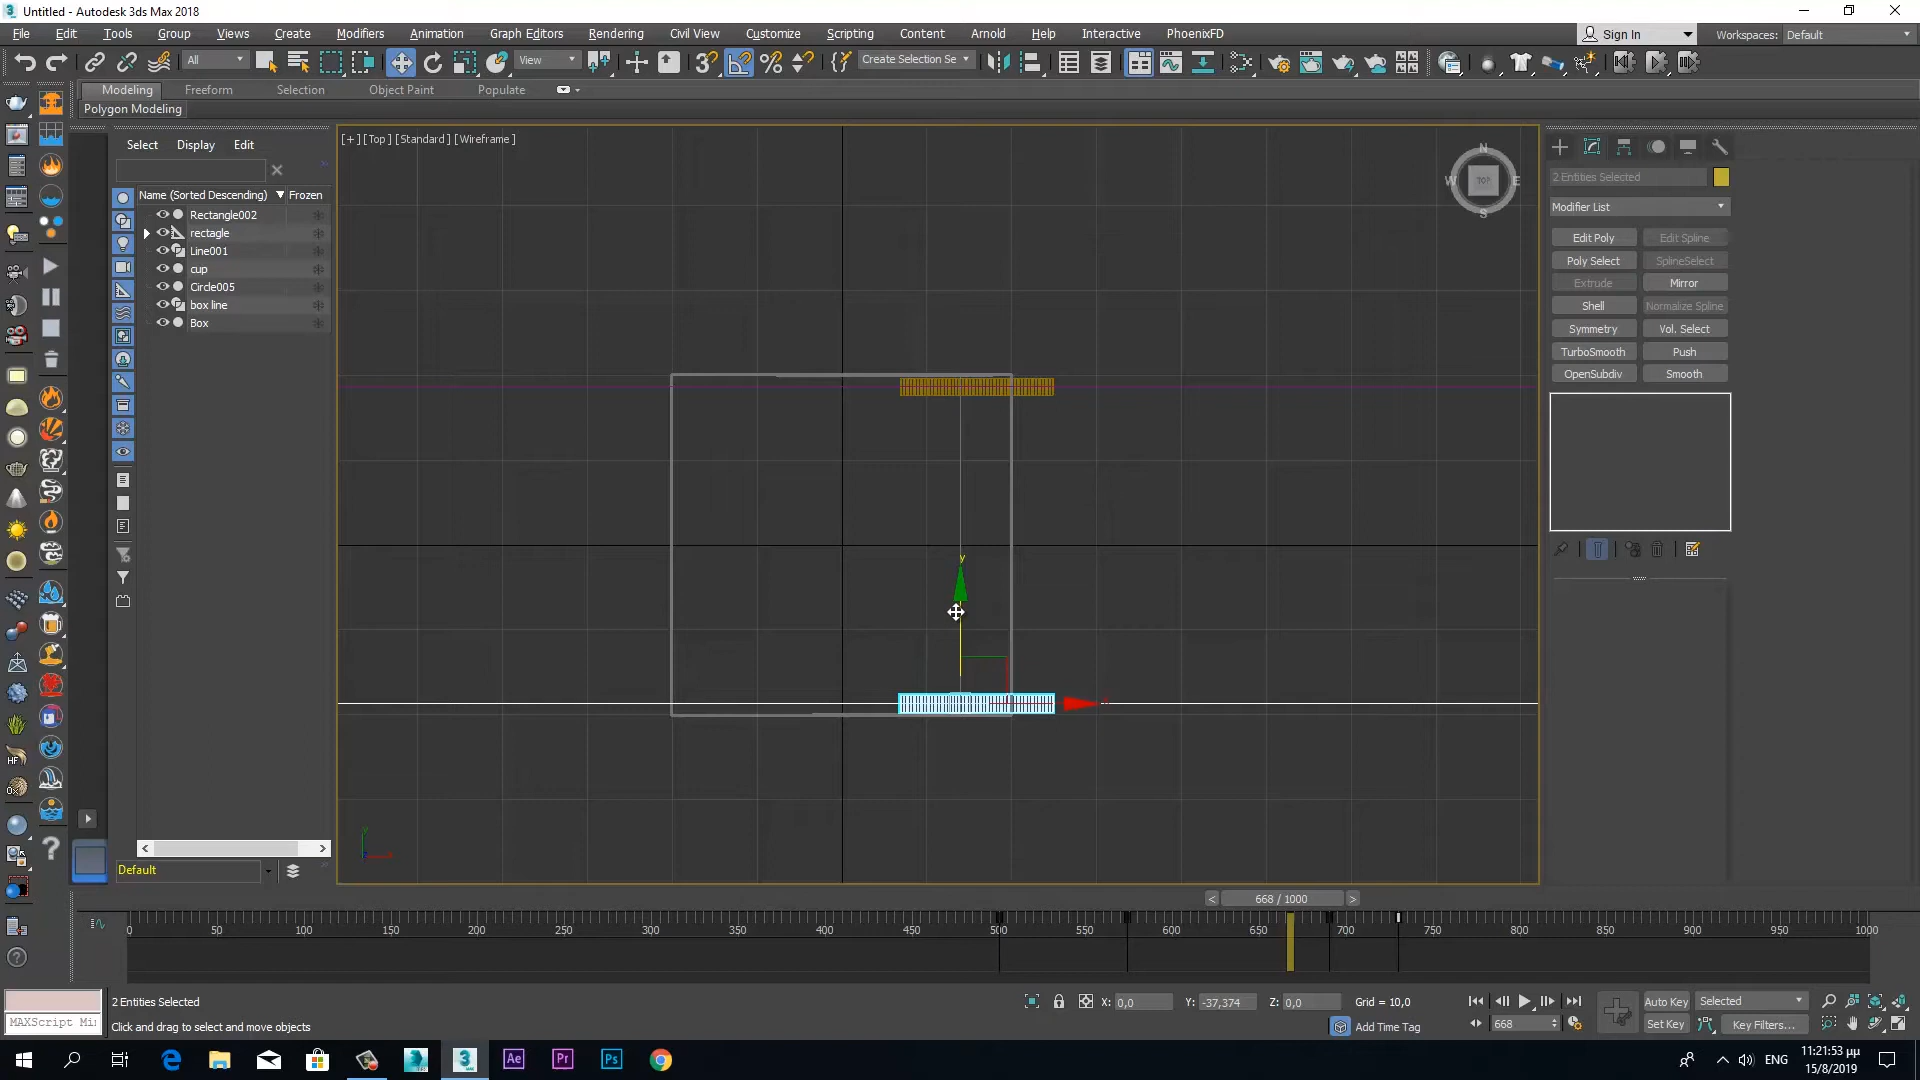 Untitled - Autodesk 3ds Max 2018
File Edit Tools Group Views Create Modifiers Animation Graph Editors Rendering Civil View Customize Scripting Content Arnold Help Interactive PhoenixFD
Sign In Workspaces: Default
All View Create Selection Se
Modeling Freeform Selection Object Paint Populate
Polygon Modeling
Select Display Edit
[+] [Top] [Standard] [Wireframe]
Name (Sorted Descending) Frozen
Rectangle002
rectagle
Line001
cup
Circle005
box line
Box
N
W TOP E
S
2 Entities Selected
Modifier List
Edit Poly Edit Spline
Poly Select SplineSelect
Extrude Mirror
Shell Normalize Spline
Symmetry Vol. Select
TurboSmooth Push
OpenSubdiv Smooth
y
Default
668 / 1000
0 50 100 150 200 250 300 350 400 450 500 550 600 650 700 750 800 850 900 950 1000
2 Entities Selected
X: 0,0 Y: -37,374 Z: 0,0 Grid = 10,0
Auto Key Selected
MAXScript Mi
Click and drag to select and move objects
Add Time Tag
668
Set Key Key Filters...
Ae Pr Ps
ENG
11:21:53 μμ
15/8/2019